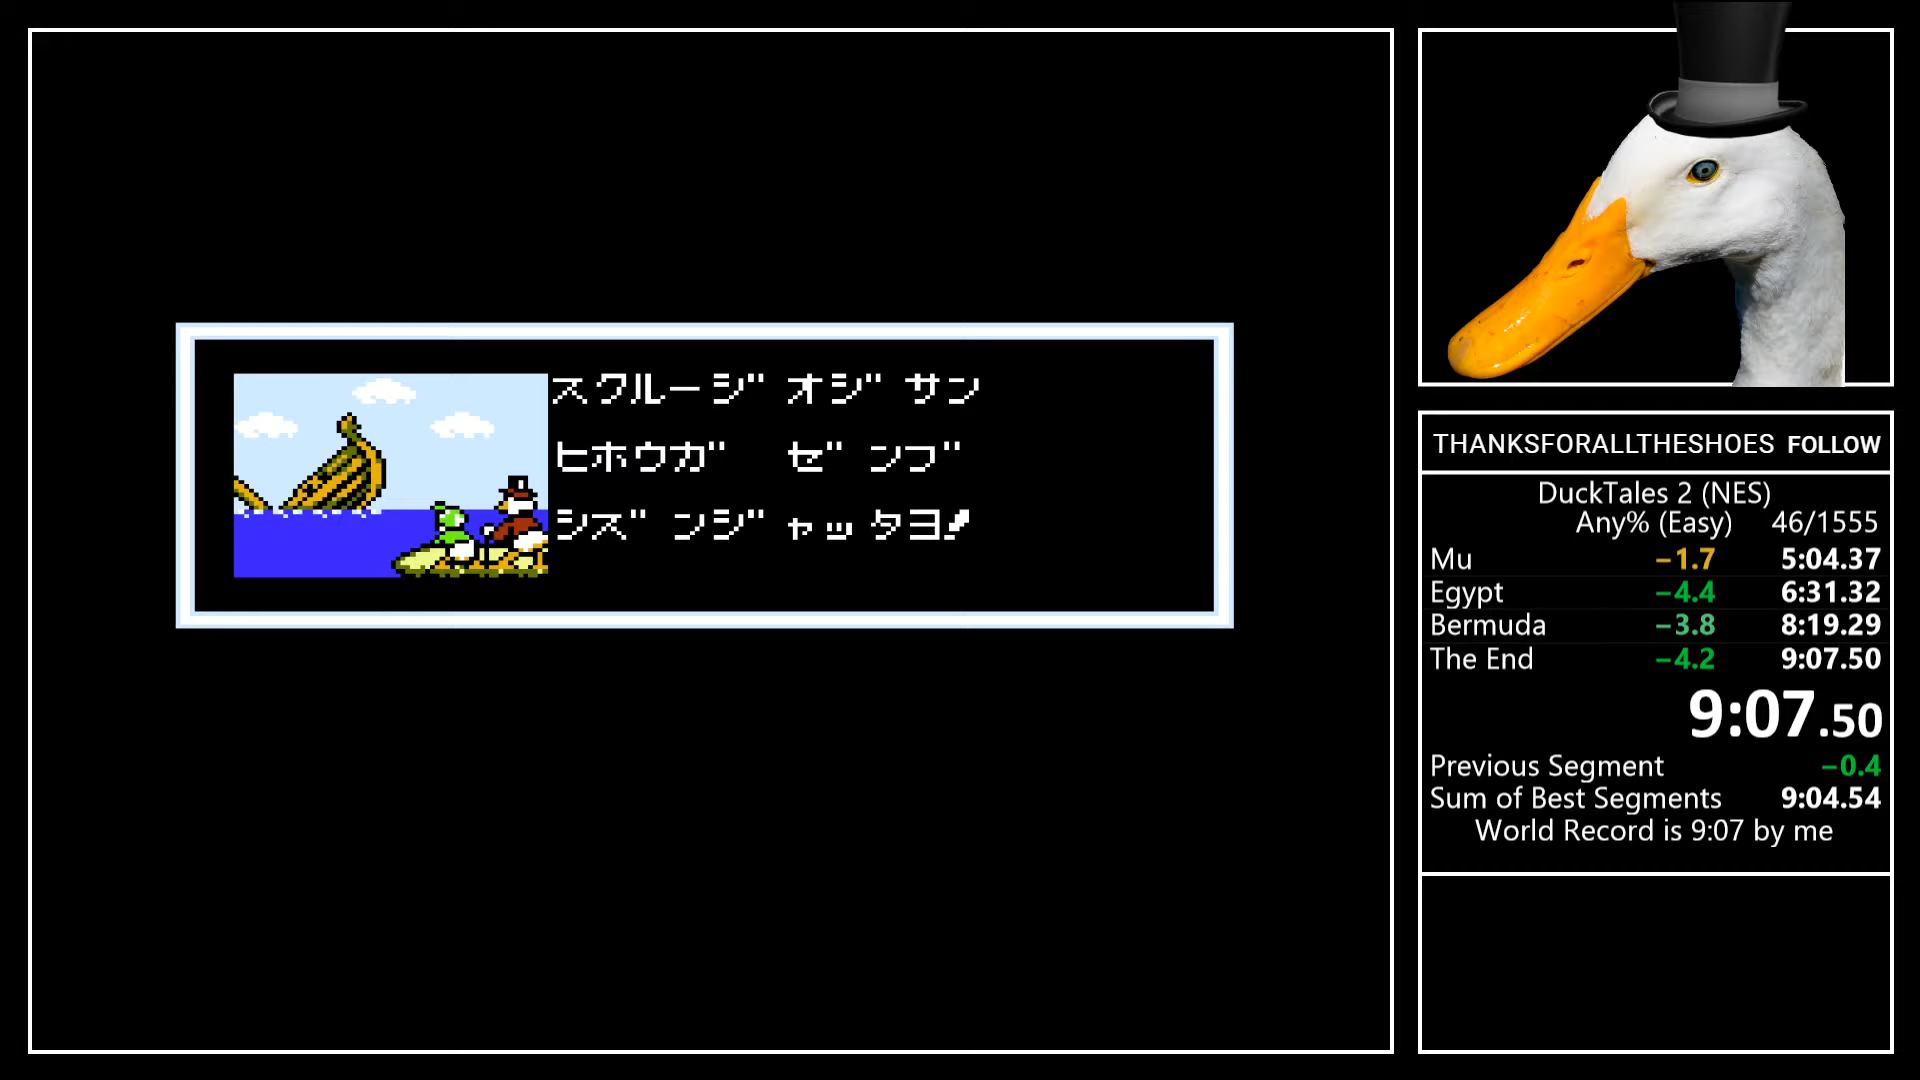 スクルージ゛オジ゛サン
ヒホウガ゛ ゼ゛ンブ゛
シズ゛ンジ゛ャッタヨ!
THANKSFORALLTHESHOES FOLLOW
DuckTales 2 (NES)
Any% (Easy) 46/1555
Mu −1.7 5:04.37
Egypt −4.4 6:31.32
Bermuda −3.8 8:19.29
The End −4.2 9:07.50
9:07.50
Previous Segment −0.4
Sum of Best Segments 9:04.54
World Record is 9:07 by me